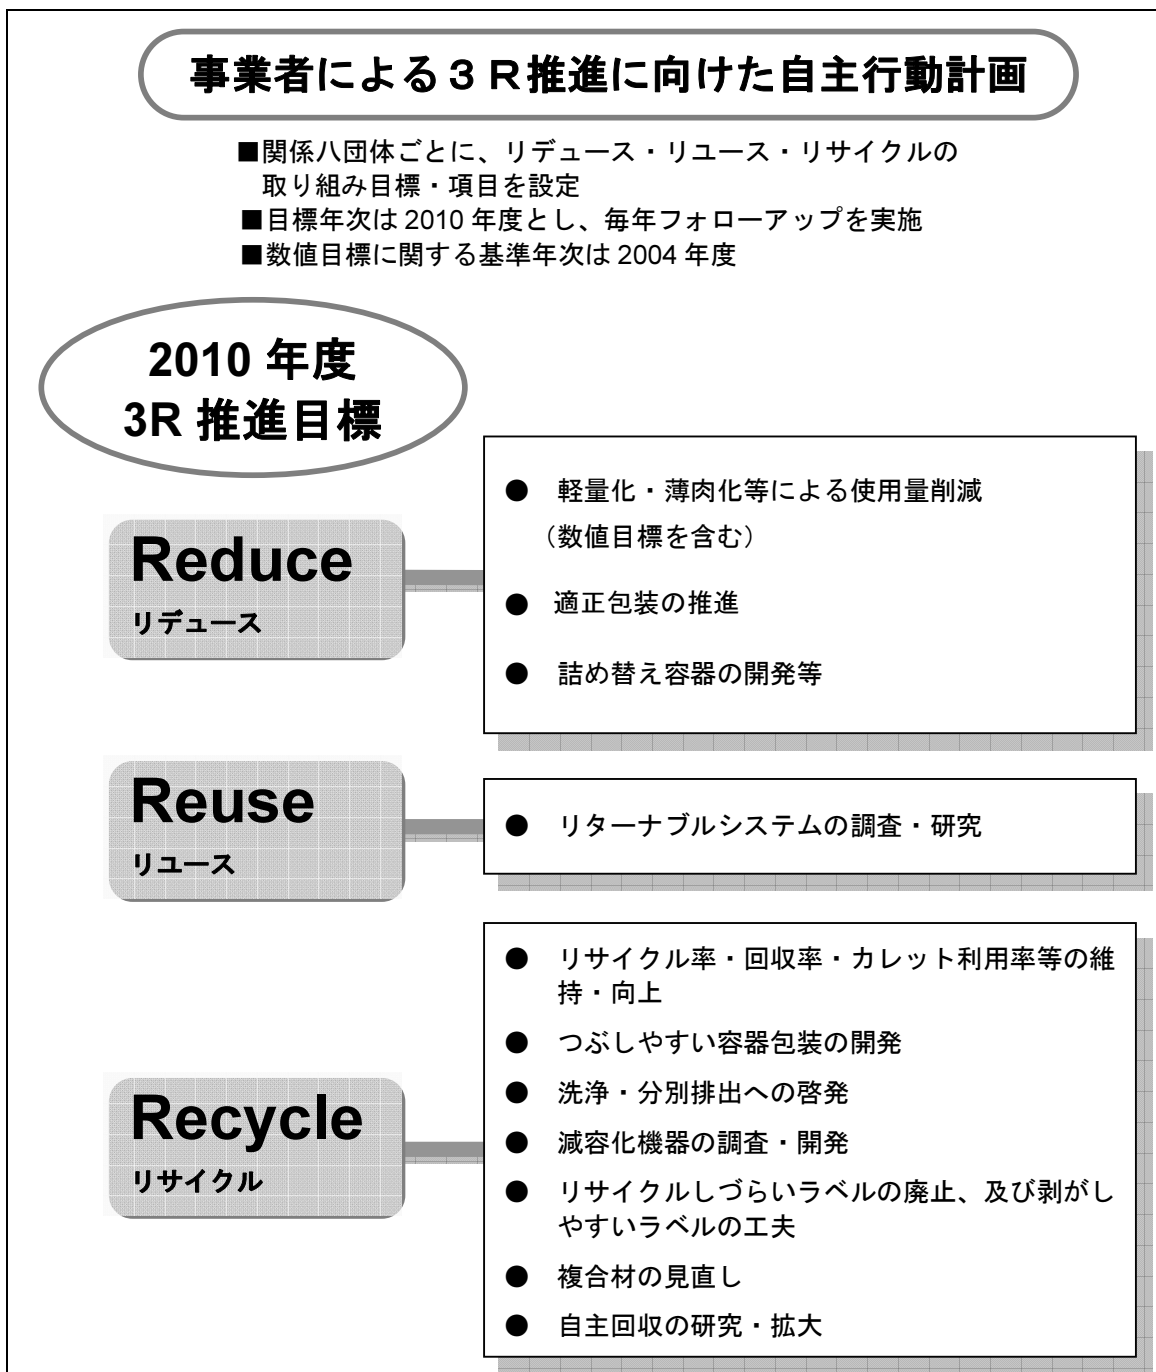 事業者による３Ｒ推進に向けた自主行動計画
■関係八団体ごとに、リデュース・リユース・リサイクルの
取り組み目標・項目を設定
■目標年次は 2010 年度とし、毎年フォローアップを実施
■数値目標に関する基準年次は 2004 年度
2010 年度
3R 推進目標
Reduce
リデュース
● 軽量化・薄肉化等による使用量削減
（数値目標を含む）
● 適正包装の推進
● 詰め替え容器の開発等
Reuse
リユース
● リターナブルシステムの調査・研究
Recycle
リサイクル
● リサイクル率・回収率・カレット利用率等の維
持・向上
● つぶしやすい容器包装の開発
● 洗浄・分別排出への啓発
● 減容化機器の調査・開発
● リサイクルしづらいラベルの廃止、及び剥がし
やすいラベルの工夫
● 複合材の見直し
● 自主回収の研究・拡大